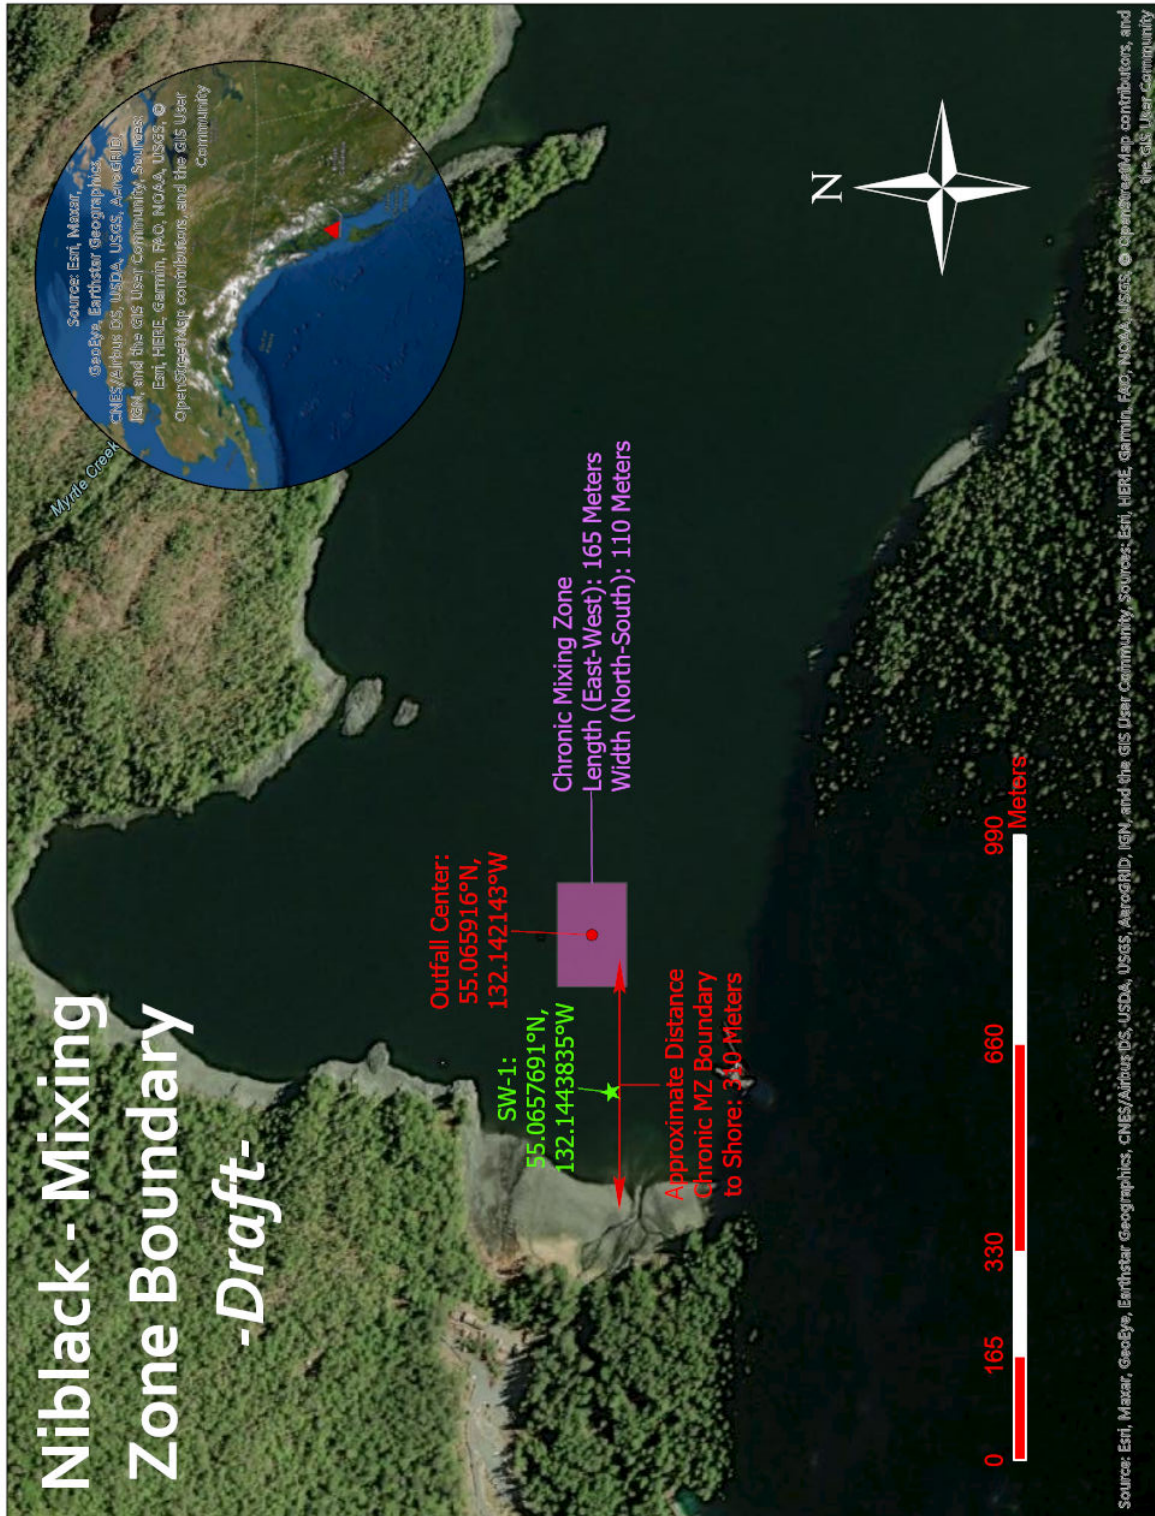 Niblack - Mixing
Zone Boundary
-Draft-
Myrtle Creek
Source: Esri, Maxar,
GeoEye, Earthstar Geographics,
CNES/Airbus DS, USDA, USGS, AeroGRID,
IGN, and the GIS User Community, Sources:
Esri, HERE, Garmin, FAO, NOAA, USGS, ©
OpenStreetMap contributors, and the GIS User
Community
Outfall Center:
55.065916°N,
132.142143°W
SW-1:
55.0657691°N,
132.1443835°W
Chronic Mixing Zone
Length (East-West): 165 Meters
Width (North-South): 110 Meters
Approximate Distance
Chronic MZ Boundary
to Shore: 310 Meters
N
0 165 330 660 990
Meters
Source: Esri, Maxar, GeoEye, Earthstar Geographics, CNES/Airbus DS, USDA, USGS, AeroGRID, IGN, and the GIS User Community, Sources: Esri, HERE, Garmin, FAO, NOAA, USGS, © OpenStreetMap contributors, and
the GIS User Community